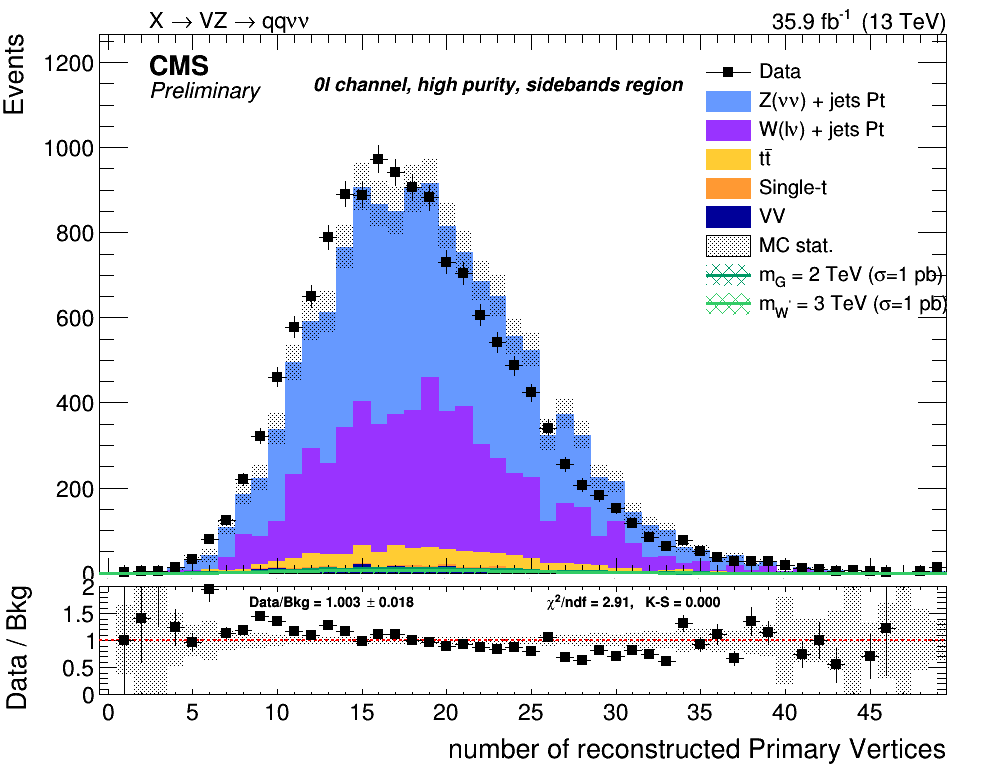 X → VZ → qqνν
35.9 fb⁻¹ (13 TeV)
CMS
Preliminary
0l channel, high purity, sidebands region
Events
1200
1000
800
600
400
200
0
Data
Z(νν) + jets Pt
W(lν) + jets Pt
tt̄
Single-t
VV
MC stat.
m_G = 2 TeV (σ=1 pb)
m_W' = 3 TeV (σ=1 pb)
Data / Bkg
2
1.5
1
0.5
0
Data/Bkg = 1.003 ± 0.018
χ²/ndf = 2.91, K-S = 0.000
0 5 10 15 20 25 30 35 40 45
number of reconstructed Primary Vertices